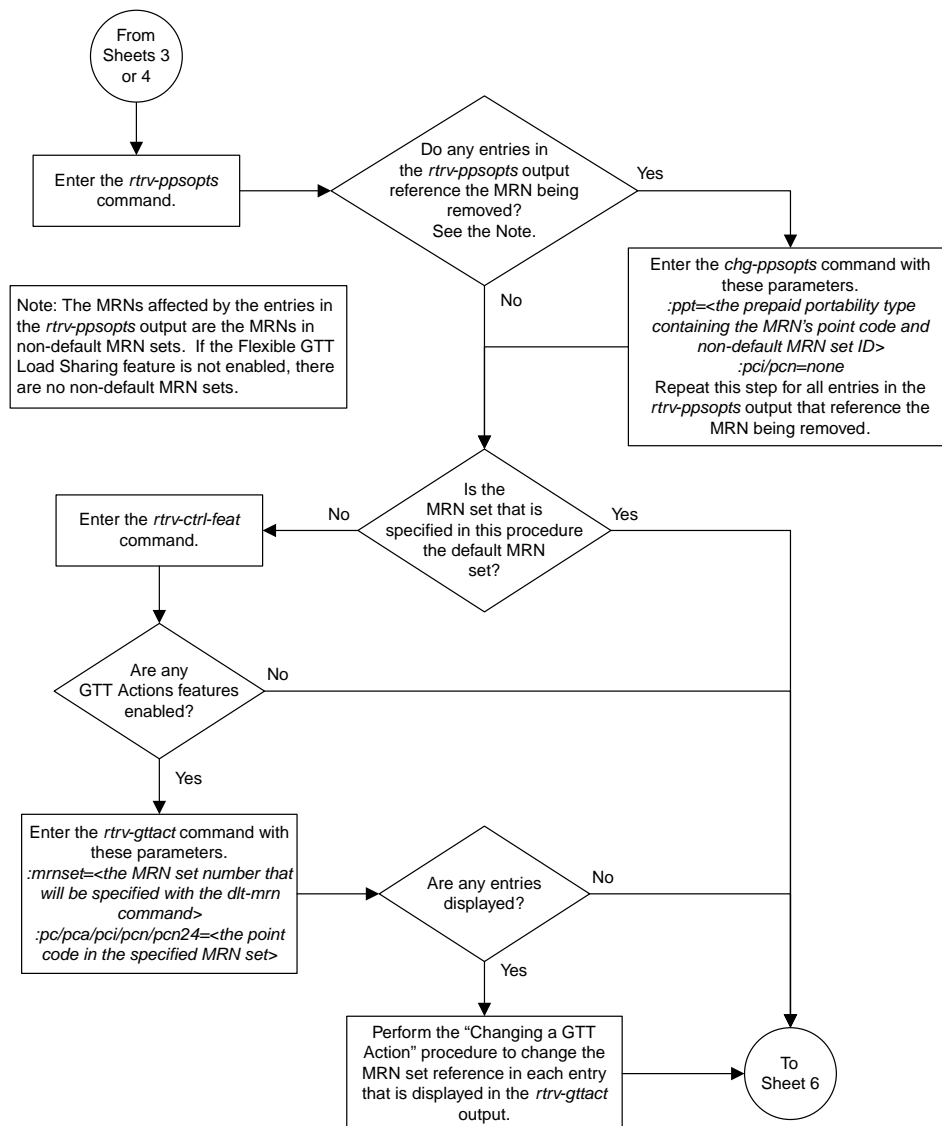 From
Sheets 3
or 4
Enter the rtrv-ppsopts
command.
Do any entries in
the rtrv-ppsopts output
reference the MRN being
removed?
See the Note.
Yes
No
Enter the chg-ppsopts command with
these parameters.
:ppt=<the prepaid portability type
containing the MRN's point code and
non-default MRN set ID>
:pci/pcn=none
Repeat this step for all entries in the
rtrv-ppsopts output that reference the
MRN being removed.
Note: The MRNs affected by the entries in
the rtrv-ppsopts output are the MRNs in
non-default MRN sets. If the Flexible GTT
Load Sharing feature is not enabled, there
are no non-default MRN sets.
Is the
MRN set that is
specified in this procedure
the default MRN
set?
No
Yes
Enter the rtrv-ctrl-feat
command.
Are any
GTT Actions features
enabled?
No
Yes
Enter the rtrv-gttact command with
these parameters.
:mrnset=<the MRN set number that
will be specified with the dlt-mrn
command>
:pc/pca/pci/pcn/pcn24=<the point
code in the specified MRN set>
Are any entries
displayed?
No
Yes
Perform the “Changing a GTT
Action” procedure to change the
MRN set reference in each entry
that is displayed in the rtrv-gttact
output.
To
Sheet 6